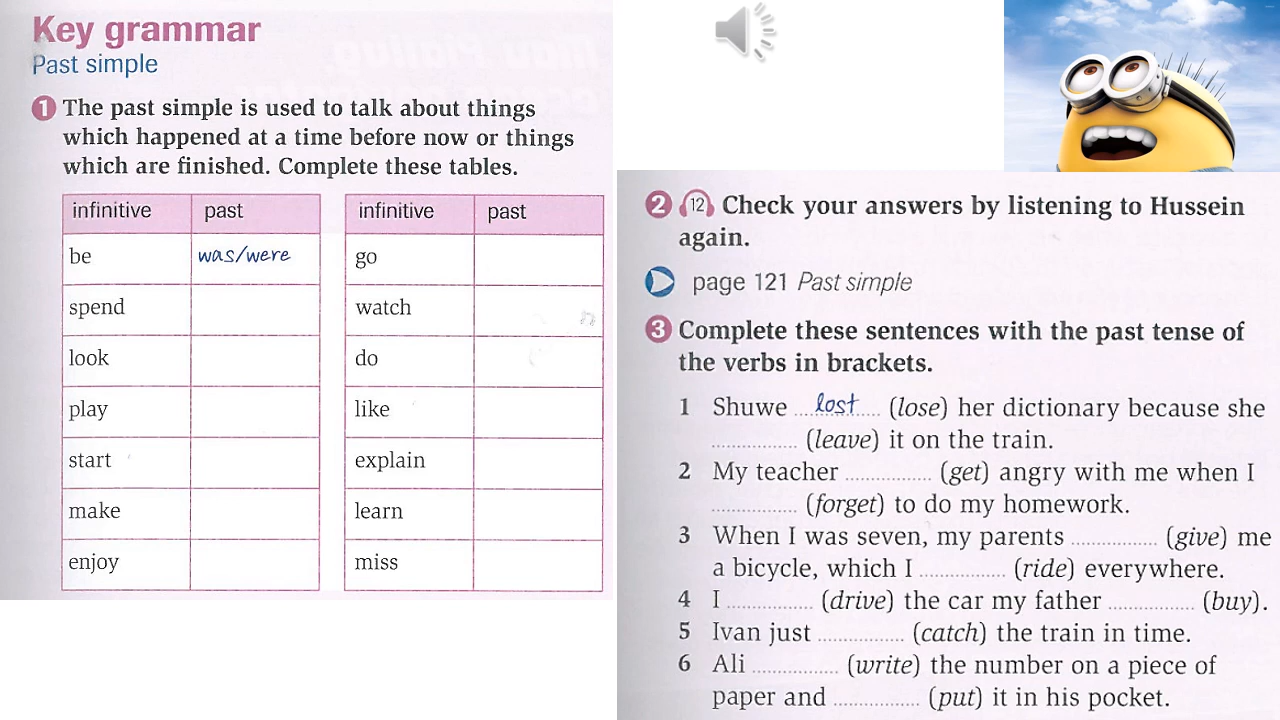 Key grammar
Past simple
1 The past simple is used to talk about things
which happened at a time before now or things
which are finished. Complete these tables.
infinitive past infinitive past
be was/were go
spend watch
look do
play like
start explain
make learn
enjoy miss
2 12 Check your answers by listening to Hussein
again.
page 121 Past simple
3 Complete these sentences with the past tense of
the verbs in brackets.
1 Shuwe ....lost.... (lose) her dictionary because she
................ (leave) it on the train.
2 My teacher ................ (get) angry with me when I
................ (forget) to do my homework.
3 When I was seven, my parents ................ (give) me
a bicycle, which I ................ (ride) everywhere.
4 I ................ (drive) the car my father ................ (buy).
5 Ivan just ................ (catch) the train in time.
6 Ali ................ (write) the number on a piece of
paper and ................ (put) it in his pocket.